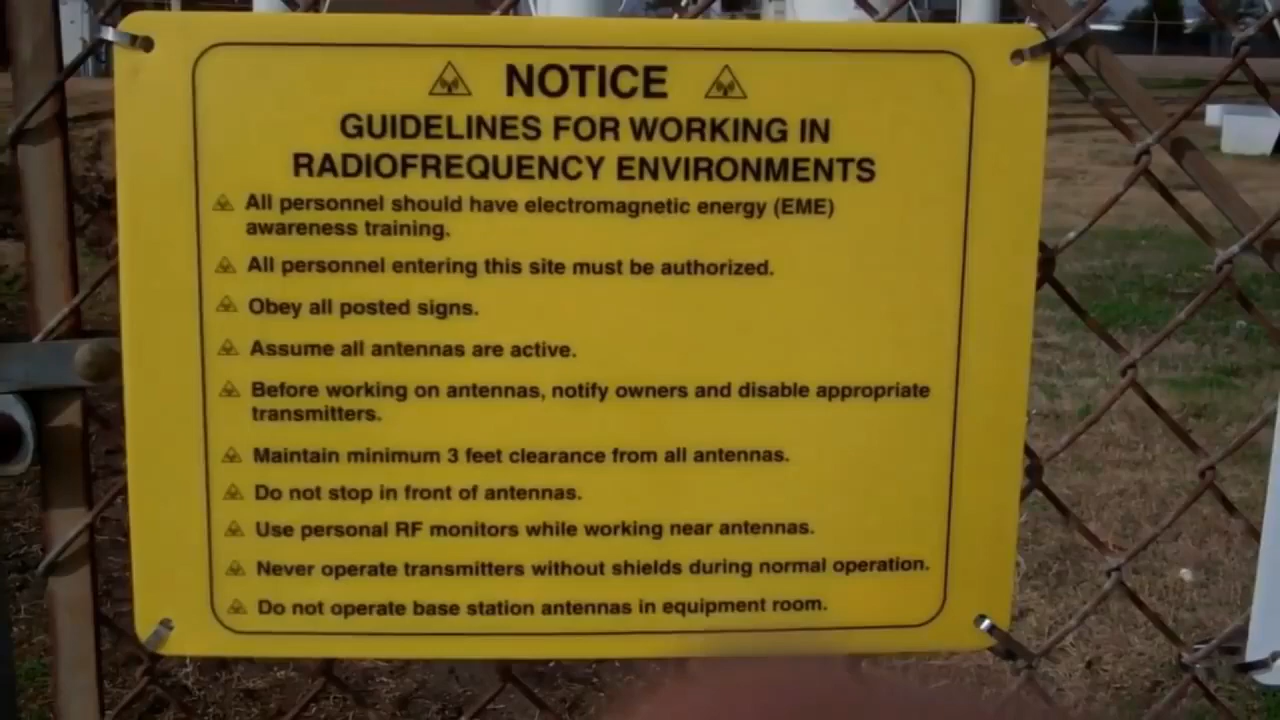 NOTICE
GUIDELINES FOR WORKING IN
RADIOFREQUENCY ENVIRONMENTS
All personnel should have electromagnetic energy (EME)
awareness training.
All personnel entering this site must be authorized.
Obey all posted signs.
Assume all antennas are active.
Before working on antennas, notify owners and disable appropriate
transmitters.
Maintain minimum 3 feet clearance from all antennas.
Do not stop in front of antennas.
Use personal RF monitors while working near antennas.
Never operate transmitters without shields during normal operation.
Do not operate base station antennas in equipment room.